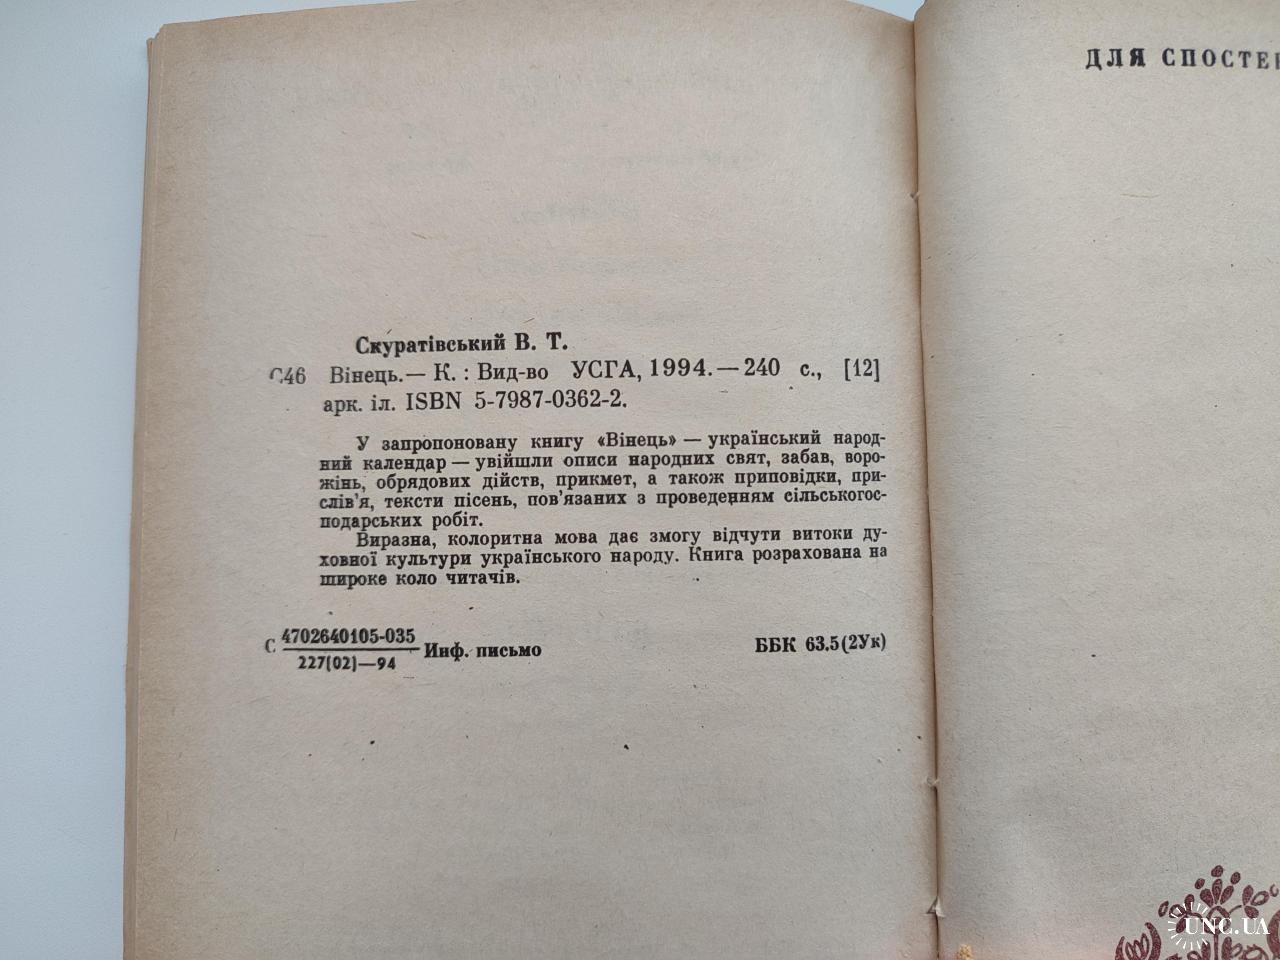 Скуратівський В. Т.
С46 Вінець.— К. : Вид-во УСГА, 1994.— 240 с., [12]
арк. іл. ISBN 5-7987-0362-2.
У запропоновану книгу «Вінець» — український народ-
ний календар — увійшли описи народних свят, забав, воро-
жінь, обрядових дійств, прикмет, а також приповідки, при-
слів'я, тексти пісень, пов'язаних з проведенням сільськогос-
подарських робіт.
Виразна, колоритна мова дає змогу відчути витоки ду-
ховної культури українського народу. Книга розрахована на
широке коло читачів.
С 4702640105-035
227(02)—94
Инф. письмо
ББК 63.5(2Ук)
ДЛЯ
UNC.UA